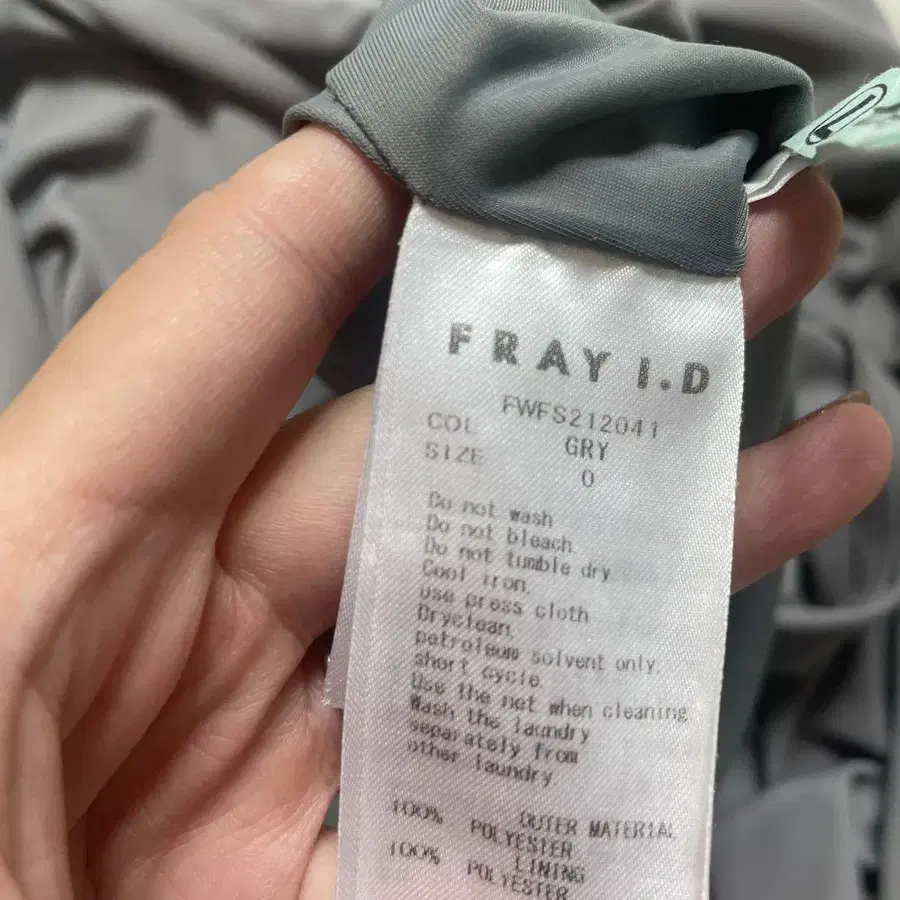 FRAY I.D
FWFS212041
COL GRY
SIZE 0
Do not wash
Do not bleach.
Do not tumble dry
Cool iron,
use press cloth
Dryclean,
petroleum solvent only,
short cycle
Use the not when cleaning
Wash the laundry
separately from
other laundry
100% OUTER MATERIAL
POLYESTER
100% LINING
POLYESTER